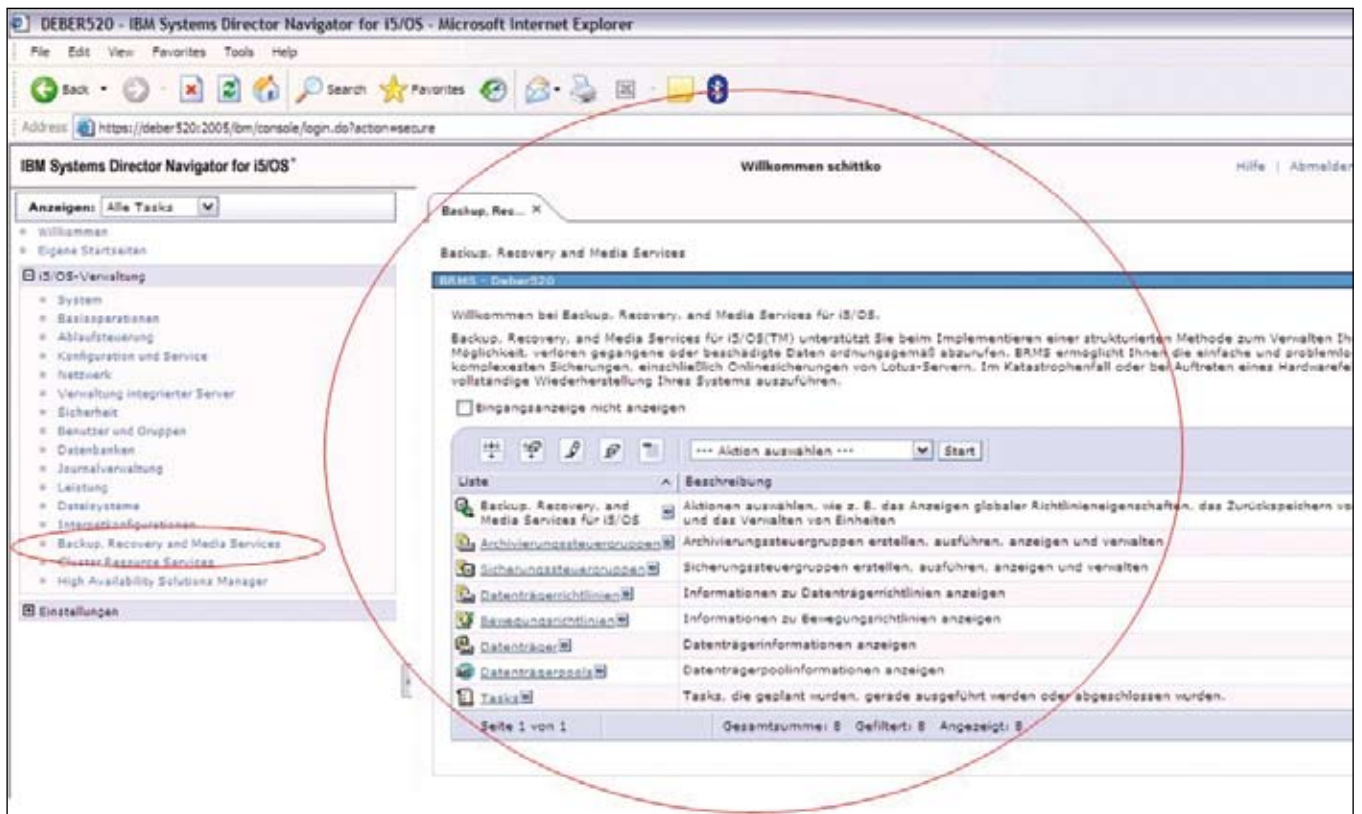 DEBER520 - IBM Systems Director Navigator for i5/OS - Microsoft Internet Explorer
File Edit View Favorites Tools Help
Back Search Favorites
Address https://deber520:2005/ibm/console/login.do?action=secure
IBM Systems Director Navigator for i5/OS
Willkommen schittko
Hilfe | Abmelden
Anzeigen: Alle Tasks
Willkommen
Eigene Startseiten
i5/OS-Verwaltung
System
Basisoperationen
Ablaufsteuerung
Konfiguration und Service
Netzwerk
Verwaltung integrierter Server
Sicherheit
Benutzer und Gruppen
Datenbanken
Journalverwaltung
Leistung
Dateisysteme
Internetkonfigurationen
Backup, Recovery and Media Services
Cluster Resource Services
High Availability Solutions Manager
Einstellungen
Backup, Rec... X
Backup, Recovery and Media Services
BRMS - Deber520
Willkommen bei Backup, Recovery, and Media Services für i5/OS.
Backup, Recovery, and Media Services für i5/OS(TM) unterstützt Sie beim Implementieren einer strukturierten Methode zum Verwalten Ih
Möglichkeit, verloren gegangene oder beschädigte Daten ordnungsgemäß abzurufen. BRMS ermöglicht Ihnen die einfache und problemlo
komplexesten Sicherungen, einschließlich Onlinesicherungen von Lotus-Servern. Im Katastrophenfall oder bei Auftreten eines Hardwarefe
vollständige Wiederherstellung Ihres Systems auszuführen.
Eingangsanzeige nicht anzeigen
--- Aktion auswählen --- Start
Liste Beschreibung
Backup, Recovery, and Media Services für i5/OS Aktionen auswählen, wie z. B. das Anzeigen globaler Richtlinieneigenschaften, das Zurückspeichern vo
und das Verwalten von Einheiten
Archivierungssteuergruppen Archivierungssteuergruppen erstellen, ausführen, anzeigen und verwalten
Sicherungssteuergruppen Sicherungssteuergruppen erstellen, ausführen, anzeigen und verwalten
Datenträgerrichtlinien Informationen zu Datenträgerrichtlinien anzeigen
Bewegungsrichtlinien Informationen zu Bewegungsrichtlinien anzeigen
Datenträger Datenträgerinformationen anzeigen
Datenträgerpools Datenträgerpoolinformationen anzeigen
Tasks Tasks, die geplant wurden, gerade ausgeführt werden oder abgeschlossen wurden.
Seite 1 von 1 Gesamtsumme: 8 Gefiltert: 8 Angezeigt: 8